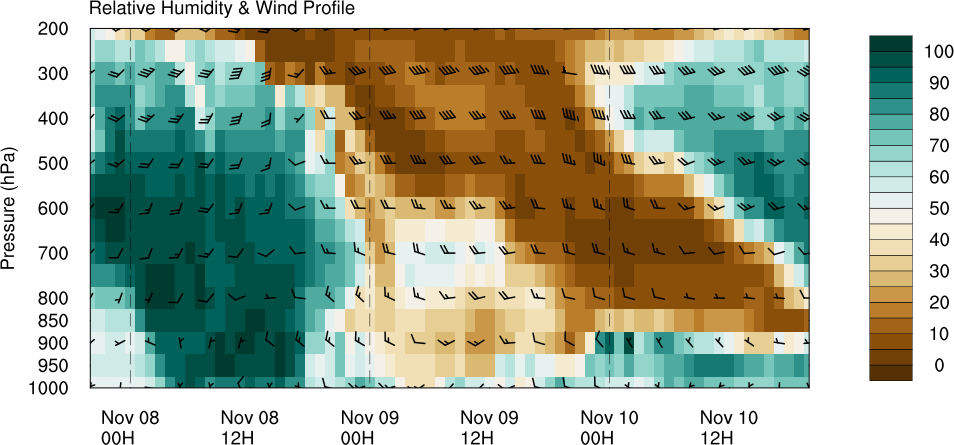 Relative Humidity & Wind Profile
Pressure (hPa)
200
300
400
500
600
700
800
850
900
950
1000
Nov 08
00H
Nov 08
12H
Nov 09
00H
Nov 09
12H
Nov 10
00H
Nov 10
12H
100
90
80
70
60
50
40
30
20
10
0